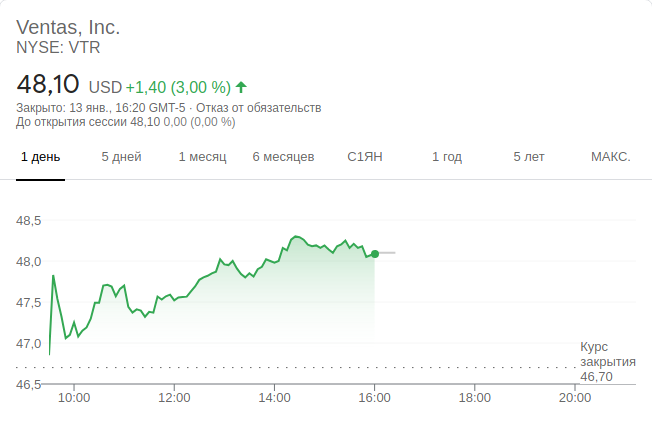 Ventas, Inc.
NYSE: VTR
48,10 USD +1,40 (3,00 %)
Закрыто: 13 янв., 16:20 GMT-5 · Отказ от обязательств
До открытия сессии 48,10 0,00 (0,00 %)
1 день 5 дней 1 месяц 6 месяцев С1ЯН 1 год 5 лет МАКС.
48,5
48.0
47.5
47.0
Курс
закрытия
46,70
46,5
10:00 12:00 14:00 16:00 18:00 20:00